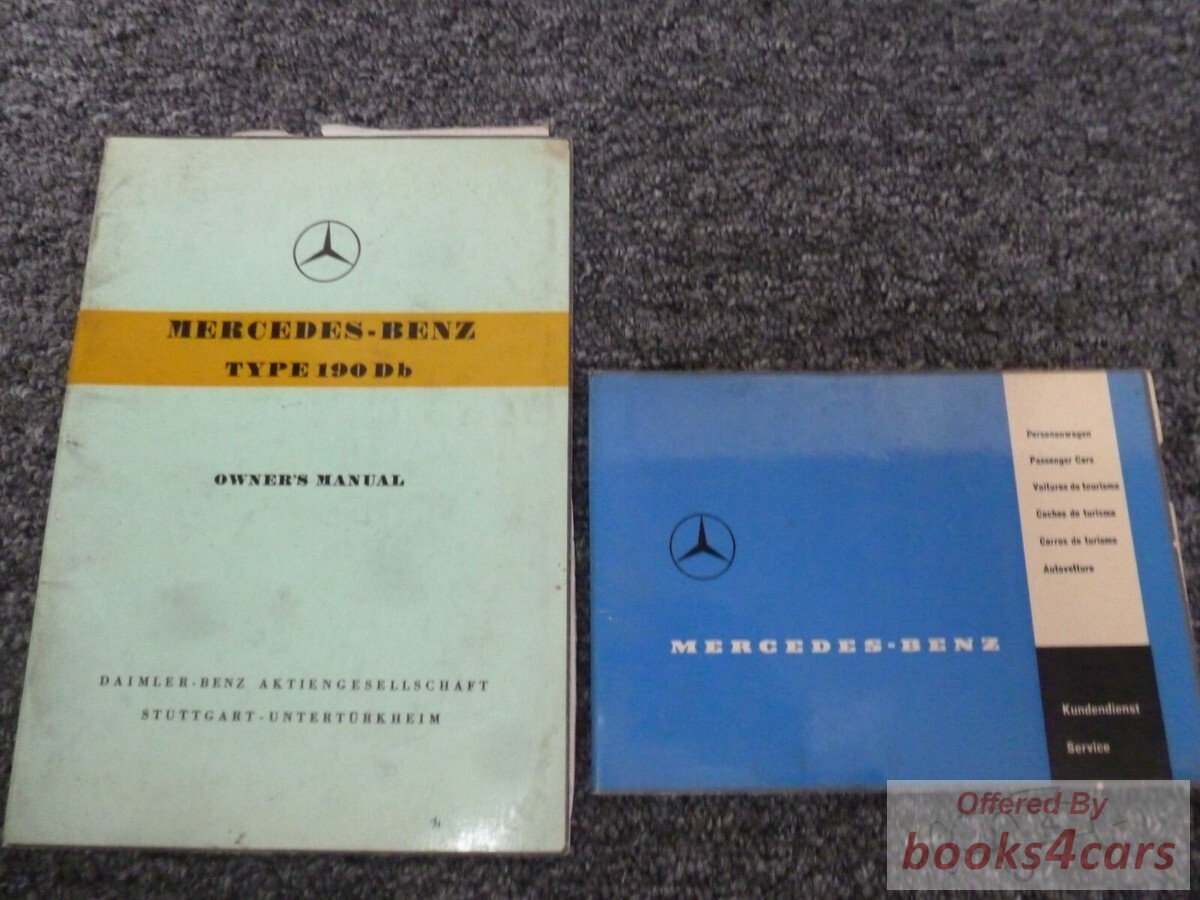 MERCEDES-BENZ
TYPE 190 Db
OWNER'S MANUAL
DAIMLER-BENZ AKTIENGESELLSCHAFT
STUTTGART-UNTERTÜRKHEIM
Personenwagen
Passenger Cars
Voitures de tourisme
Coches de turismo
Carros de turismo
Autovetture
MERCEDES-BENZ
Kundendienst
Service
Offered By
books4cars